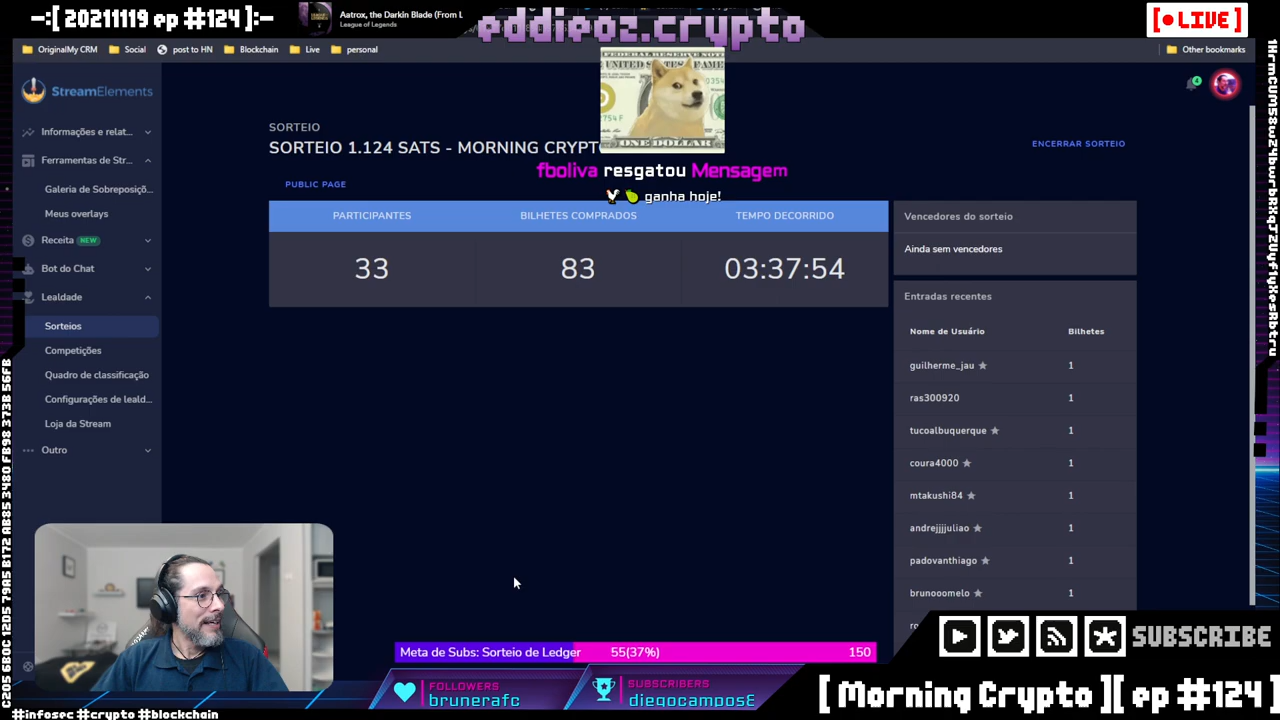 -:[ 20211119 ep #124 ]:-
Aatrox, the Darkin Blade (From L
League of Legends
eddieoz.crypto
[ • LIVE ]
OriginalMy CRM
Social
post to HN
Blockchain
Live
personal
Other bookmarks
StreamElements
Informações e relat...
Ferramentas de Str...
Galeria de Sobreposiçõ...
Meus overlays
Receita NEW
Bot do Chat
Lealdade
Sorteios
Competições
Quadro de classificação
Configurações de leald...
Loja da Stream
Outro
4
SORTEIO
SORTEIO 1.124 SATS - MORNING CRYPTO
ENCERRAR SORTEIO
ONE DOLLAR
fboliva resgatou Mensagem
ganha hoje!
PUBLIC PAGE
PARTICIPANTES
BILHETES COMPRADOS
TEMPO DECORRIDO
33
83
03:37:54
Vencedores do sorteio
Ainda sem vencedores
Entradas recentes
Nome de Usuário
Bilhetes
guilherme_jau 1
ras300920 1
tucoalbuquerque 1
coura4000 1
mtakushi84 1
andrejjjjuliao 1
padovanthiago 1
brunooomelo 1
Meta de Subs: Sorteio de Ledger 55(37%) 150
FOLLOWERS
brunerafc
SUBSCRIBERS
SUBSCRIBE
[ Morning Crypto ][ ep #124 ]
#infosec #crypto #blockchain